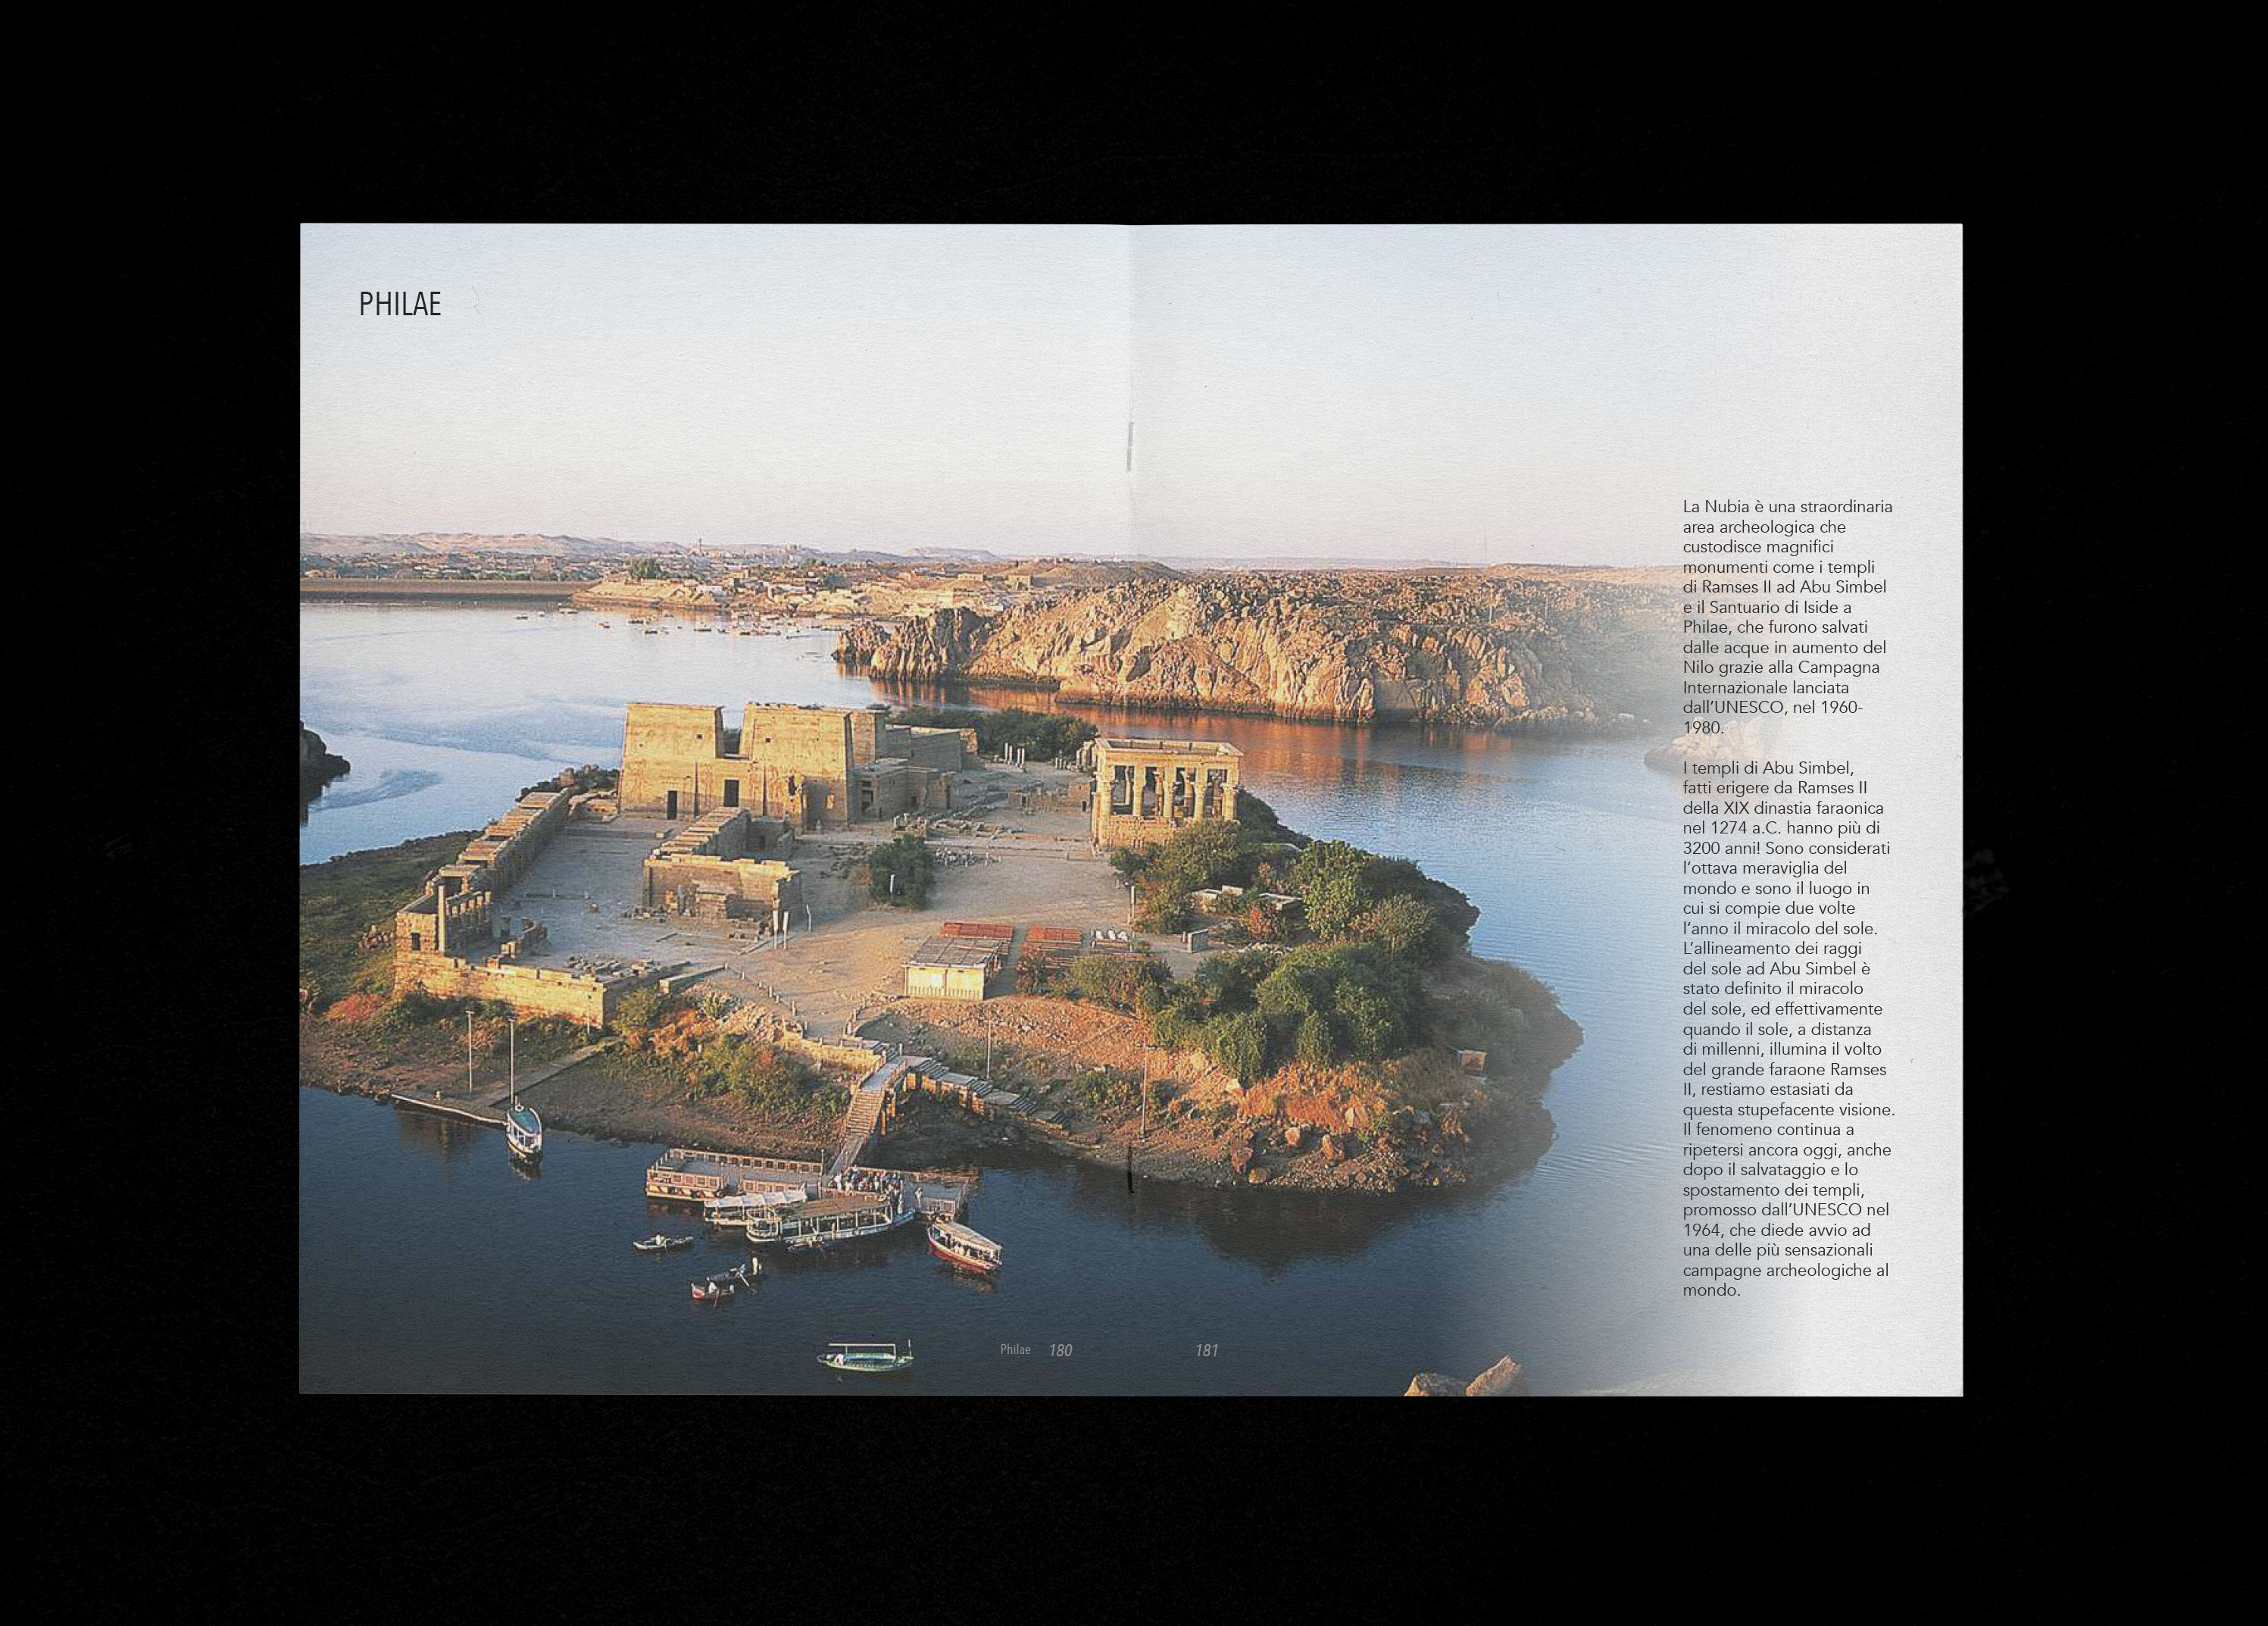 PHILAE
La Nubia è una straordinaria
area archeologica che
custodisce magnifici
monumenti come i templi
di Ramses II ad Abu Simbel
e il Santuario di Iside a
Philae, che furono salvati
dalle acque in aumento del
Nilo grazie alla Campagna
Internazionale lanciata
dall’UNESCO, nel 1960-
1980.
I templi di Abu Simbel,
fatti erigere da Ramses II
della XIX dinastia faraonica
nel 1274 a.C. hanno più di
3200 anni! Sono considerati
l’ottava meraviglia del
mondo e sono il luogo in
cui si compie due volte
l’anno il miracolo del sole.
L’allineamento dei raggi
del sole ad Abu Simbel è
stato definito il miracolo
del sole, ed effettivamente
quando il sole, a distanza
di millenni, illumina il volto
del grande faraone Ramses
II, restiamo estasiati da
questa stupefacente visione.
Il fenomeno continua a
ripetersi ancora oggi, anche
dopo il salvataggio e lo
spostamento dei templi,
promosso dall’UNESCO nel
1964, che diede avvio ad
una delle più sensazionali
campagne archeologiche al
mondo.
Philae 180
181